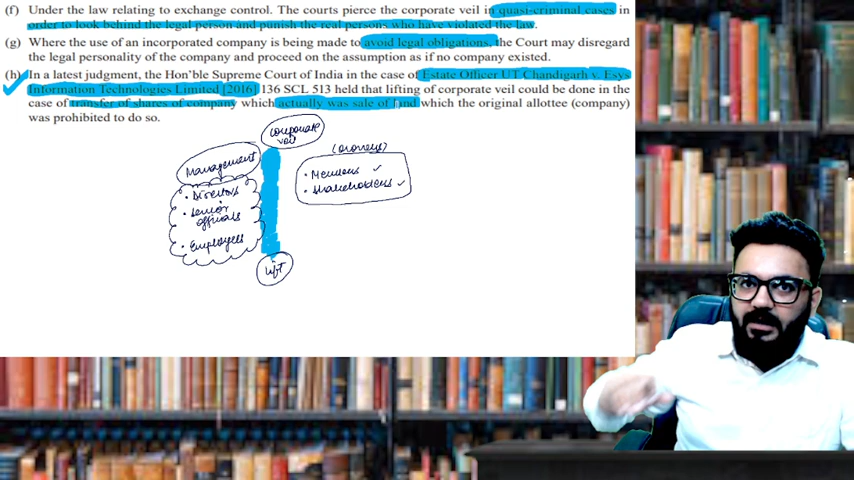 (f) Under the law relating to exchange control. The courts pierce the corporate veil in quasi-criminal cases in
order to look behind the legal person and punish the real persons who have violated the law.
(g) Where the use of an incorporated company is being made to avoid legal obligations, the Court may disregard
the legal personality of the company and proceed on the assumption as if no company existed.
(h) In a latest judgment, the Hon'ble Supreme Court of India in the case of Estate Officer UT Chandigarh v. Esys
Information Technologies Limited [2016] 136 SCL 513 held that lifting of corporate veil could be done in the
case of transfer of shares of company which actually was sale of land which the original allottee (company)
was prohibited to do so.
corporate
veil
(owners)
Management
• Directors
• Senior
officials
• Employees
• Members
• Shareholders
Lift